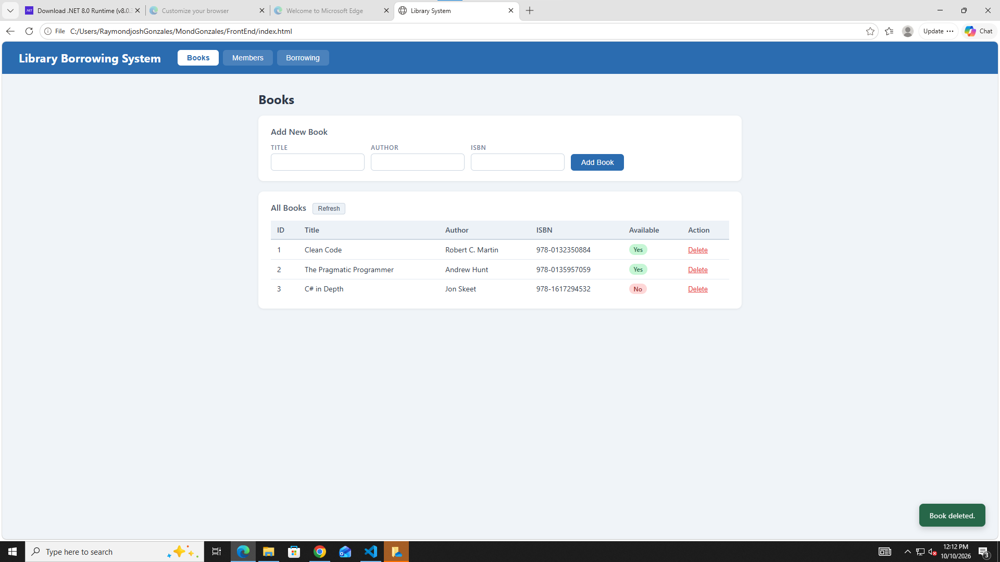 Download .NET 8.0 Runtime (v8.0.
Customize your browser
Welcome to Microsoft Edge
Library System
File C:/Users/RaymondjoshGonzales/MondGonzales/FrontEnd/index.html
Update
Chat
Library Borrowing System
Books
Members
Borrowing
Books
Add New Book
TITLE AUTHOR ISBN
Add Book
All Books Refresh
ID Title Author ISBN Available Action
1 Clean Code Robert C. Martin 978-0132350884 Yes Delete
2 The Pragmatic Programmer Andrew Hunt 978-0135957059 Yes Delete
3 C# in Depth Jon Skeet 978-1617294532 No Delete
Book deleted.
Type here to search
12:12 PM
10/10/2026
3